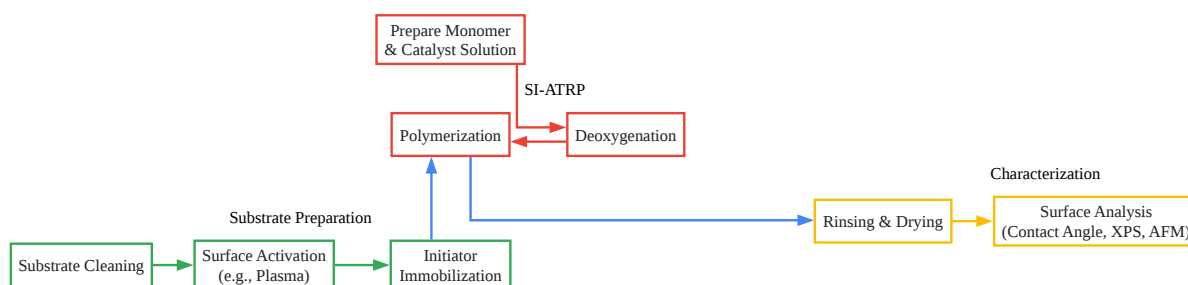 Prepare Monomer
& Catalyst Solution
SI-ATRP
Polymerization
Deoxygenation
Characterization
Substrate Preparation
Rinsing & Drying
Surface Analysis
(Contact Angle, XPS, AFM)
Substrate Cleaning
Surface Activation
(e.g., Plasma)
Initiator
Immobilization